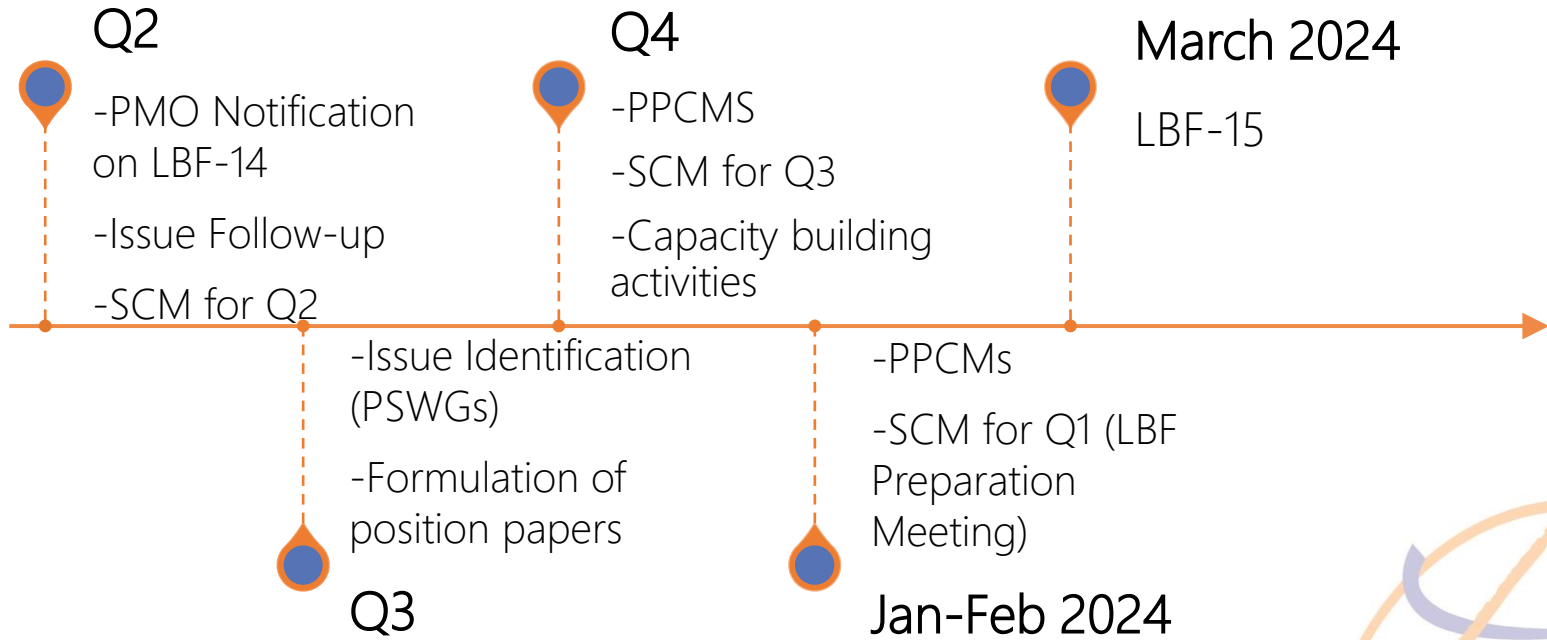 Q2
-PMO Notification
on LBF-14
-Issue Follow-up
-SCM for Q2
-Issue Identification
(PSWGs)
-Formulation of
position papers
Q3
Q4
-PPCMS
-SCM for Q3
-Capacity building
activities
-PPCMs
-SCM for Q1 (LBF
Preparation
Meeting)
Jan-Feb 2024
March 2024
LBF-15